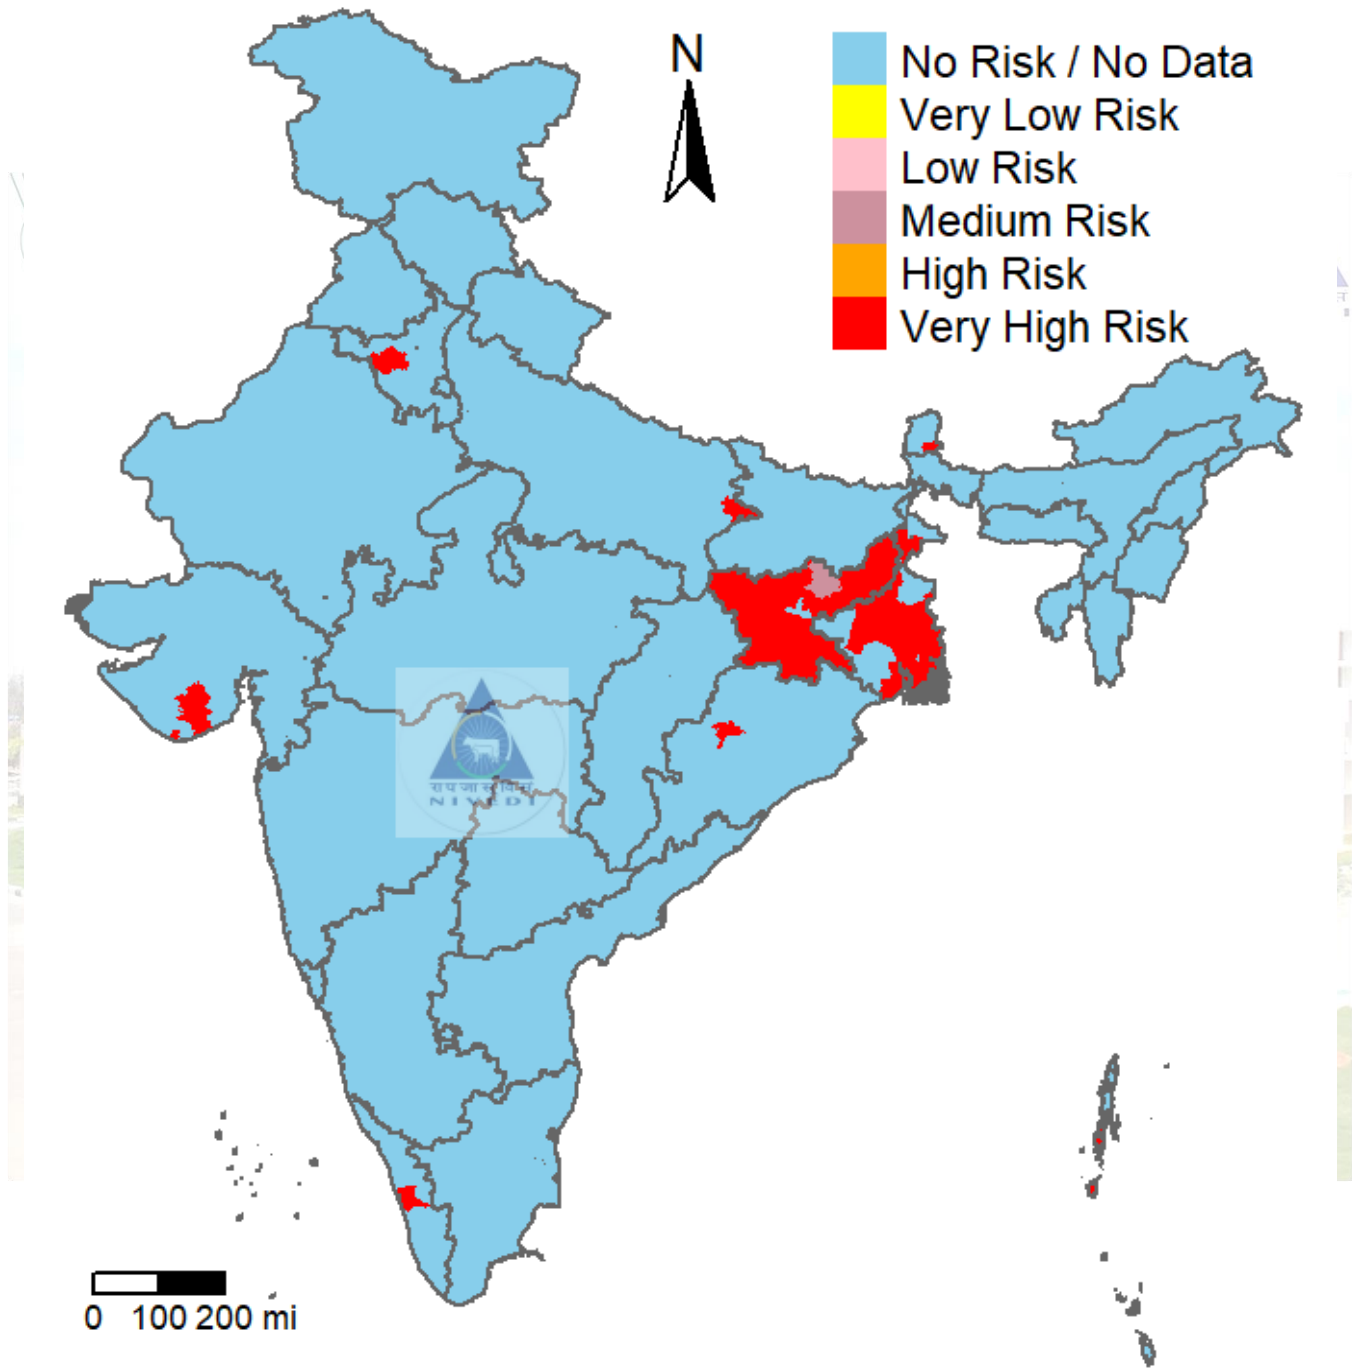 N
No Risk / No Data
Very Low Risk
Low Risk
Medium Risk
High Risk
Very High Risk
NIVEDI
0 100 200 mi